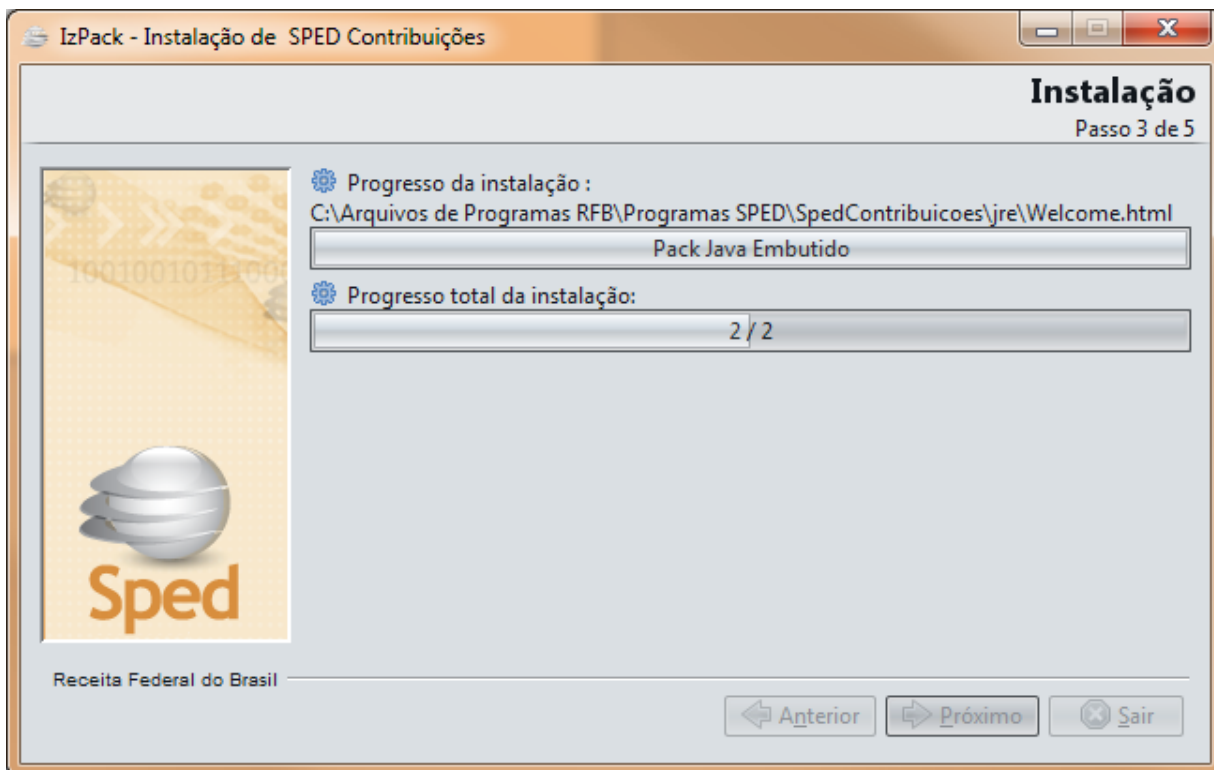 IzPack - Instalação de  SPED Contribuições
Instalação
Passo 3 de 5
Progresso da instalação :
C:\Arquivos de Programas RFB\Programas SPED\SpedContribuicoes\jre\Welcome.html
Pack Java Embutido
Progresso total da instalação:
2 / 2
1001001011100
Sped
Receita Federal do Brasil
Anterior
Próximo
Sair